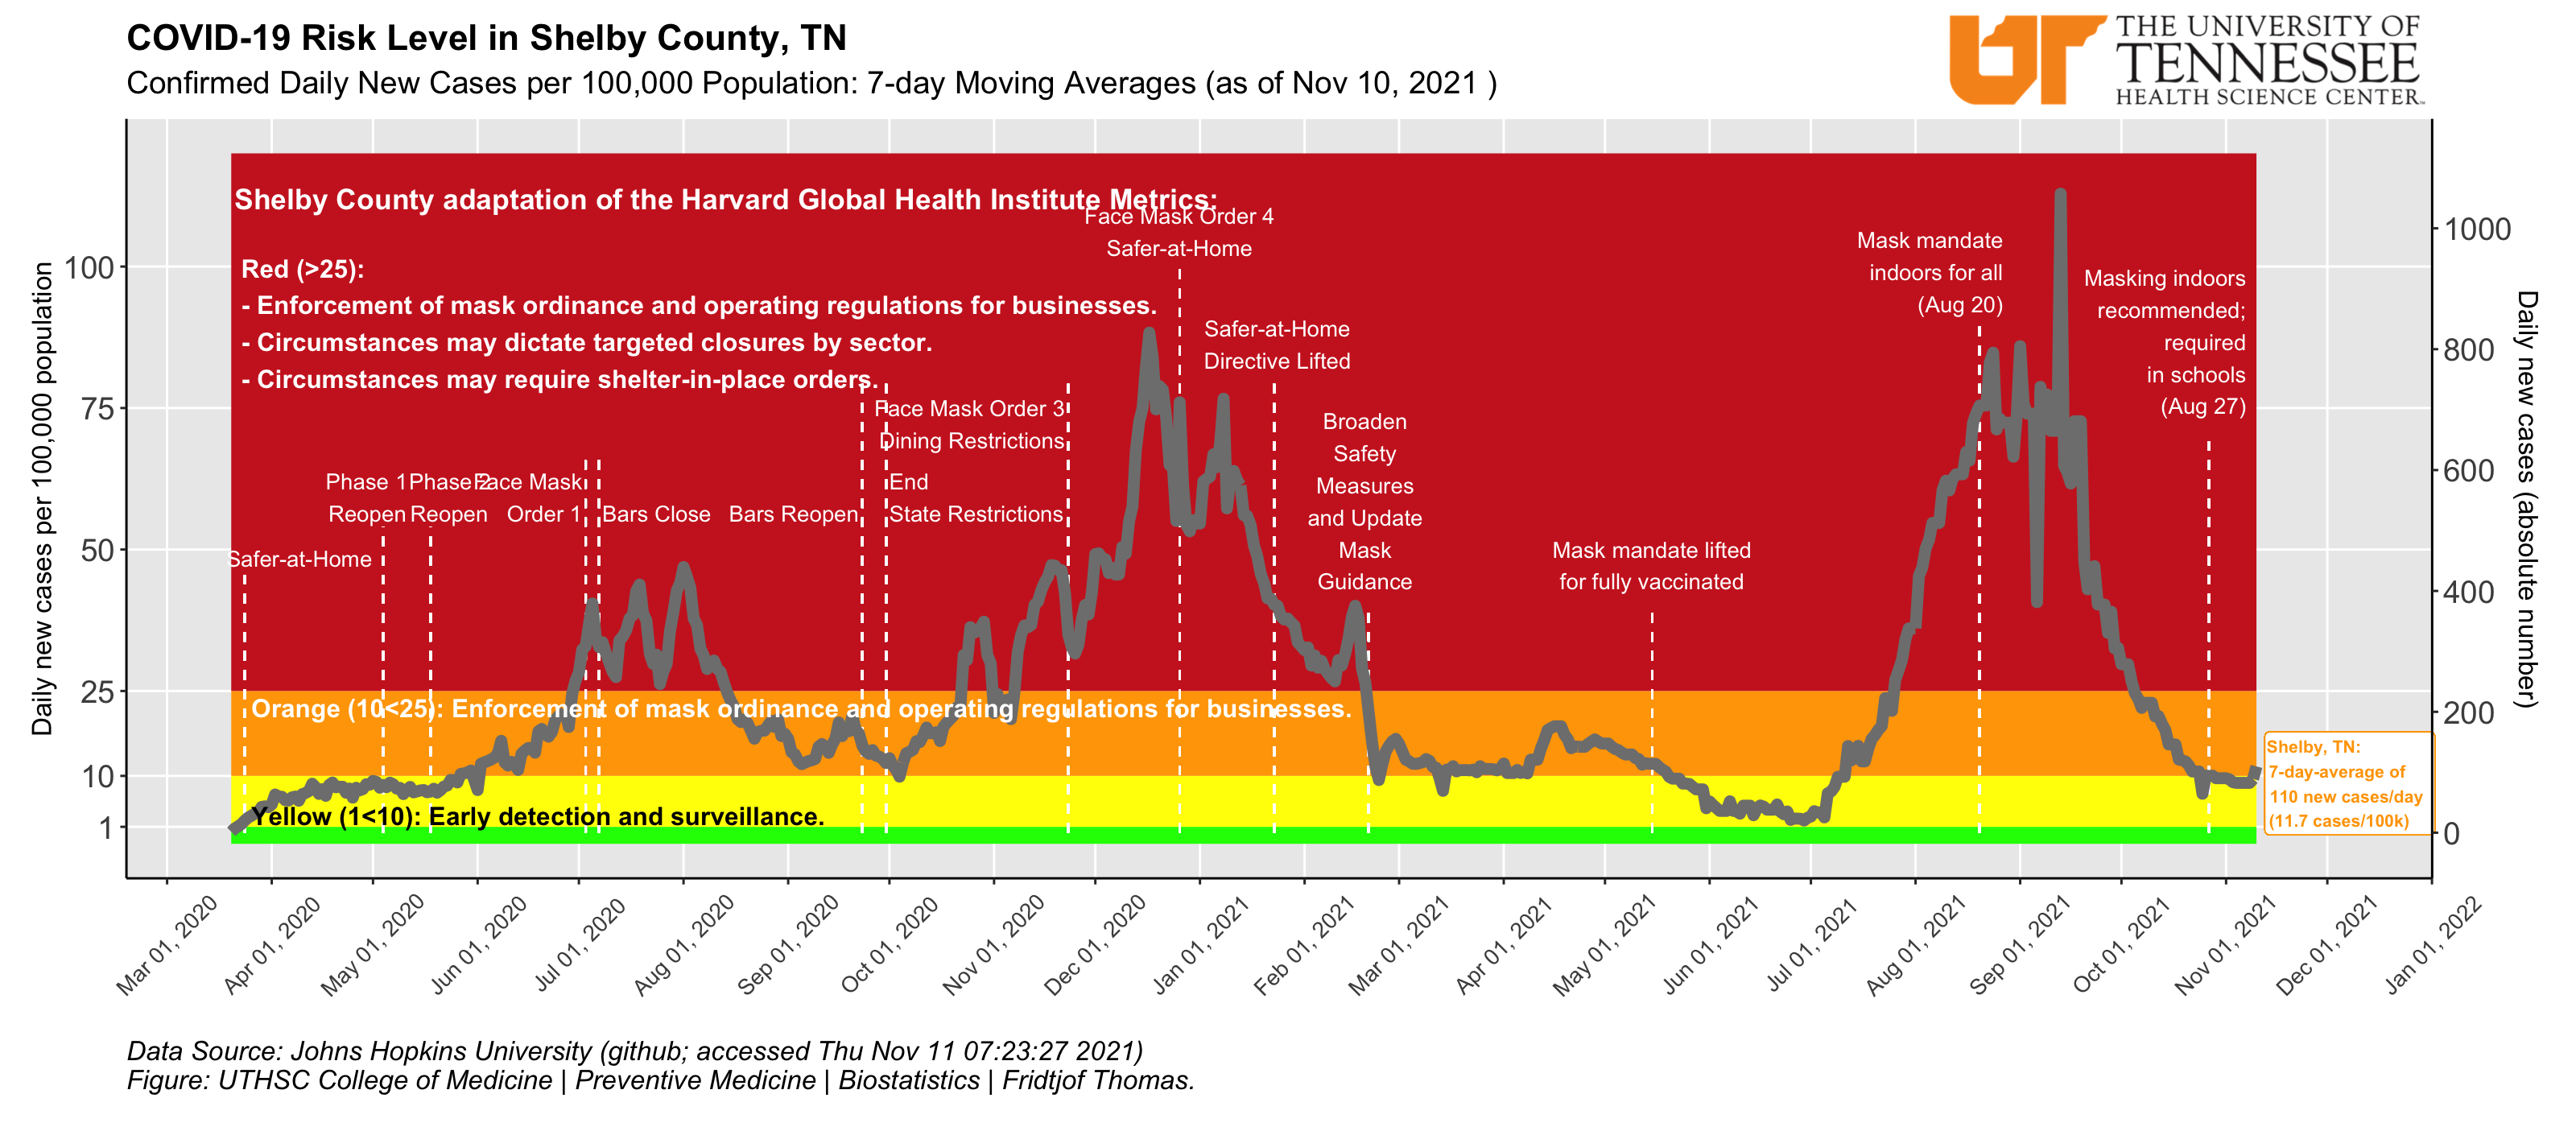 COVID-19 Risk Level in Shelby County, TN
Confirmed Daily New Cases per 100,000 Population: 7-day Moving Averages (as of Nov 10, 2021 )
THE UNIVERSITY OF
TENNESSEE
HEALTH SCIENCE CENTER™
UT
Daily new cases per 100,000 population
100
75
50
25
10
1
Daily new cases (absolute number)
1000
800
600
400
200
0
Shelby County adaptation of the Harvard Global Health Institute Metrics:
Red (>25):
- Enforcement of mask ordinance and operating regulations for businesses.
- Circumstances may dictate targeted closures by sector.
- Circumstances may require shelter-in-place orders.
Safer-at-Home
Phase 1
Reopen
Phase 2
Reopen
Face Mask
Order 1
Bars Close
Bars Reopen
End
State Restrictions
Face Mask Order 3
Dining Restrictions
Face Mask Order 4
Safer-at-Home
Safer-at-Home
Directive Lifted
Broaden
Safety
Measures
and Update
Mask
Guidance
Mask mandate lifted
for fully vaccinated
Mask mandate
indoors for all
(Aug 20)
Masking indoors
recommended;
required
in schools
(Aug 27)
Orange (10<25): Enforcement of mask ordinance and operating regulations for businesses.
Yellow (1<10): Early detection and surveillance.
Shelby, TN:
7-day-average of
110 new cases/day
(11.7 cases/100k)
Mar 01, 2020
Apr 01, 2020
May 01, 2020
Jun 01, 2020
Jul 01, 2020
Aug 01, 2020
Sep 01, 2020
Oct 01, 2020
Nov 01, 2020
Dec 01, 2020
Jan 01, 2021
Feb 01, 2021
Mar 01, 2021
Apr 01, 2021
May 01, 2021
Jun 01, 2021
Jul 01, 2021
Aug 01, 2021
Sep 01, 2021
Oct 01, 2021
Nov 01, 2021
Dec 01, 2021
Jan 01, 2022
Data Source: Johns Hopkins University (github; accessed Thu Nov 11 07:23:27 2021)
Figure: UTHSC College of Medicine | Preventive Medicine | Biostatistics | Fridtjof Thomas.